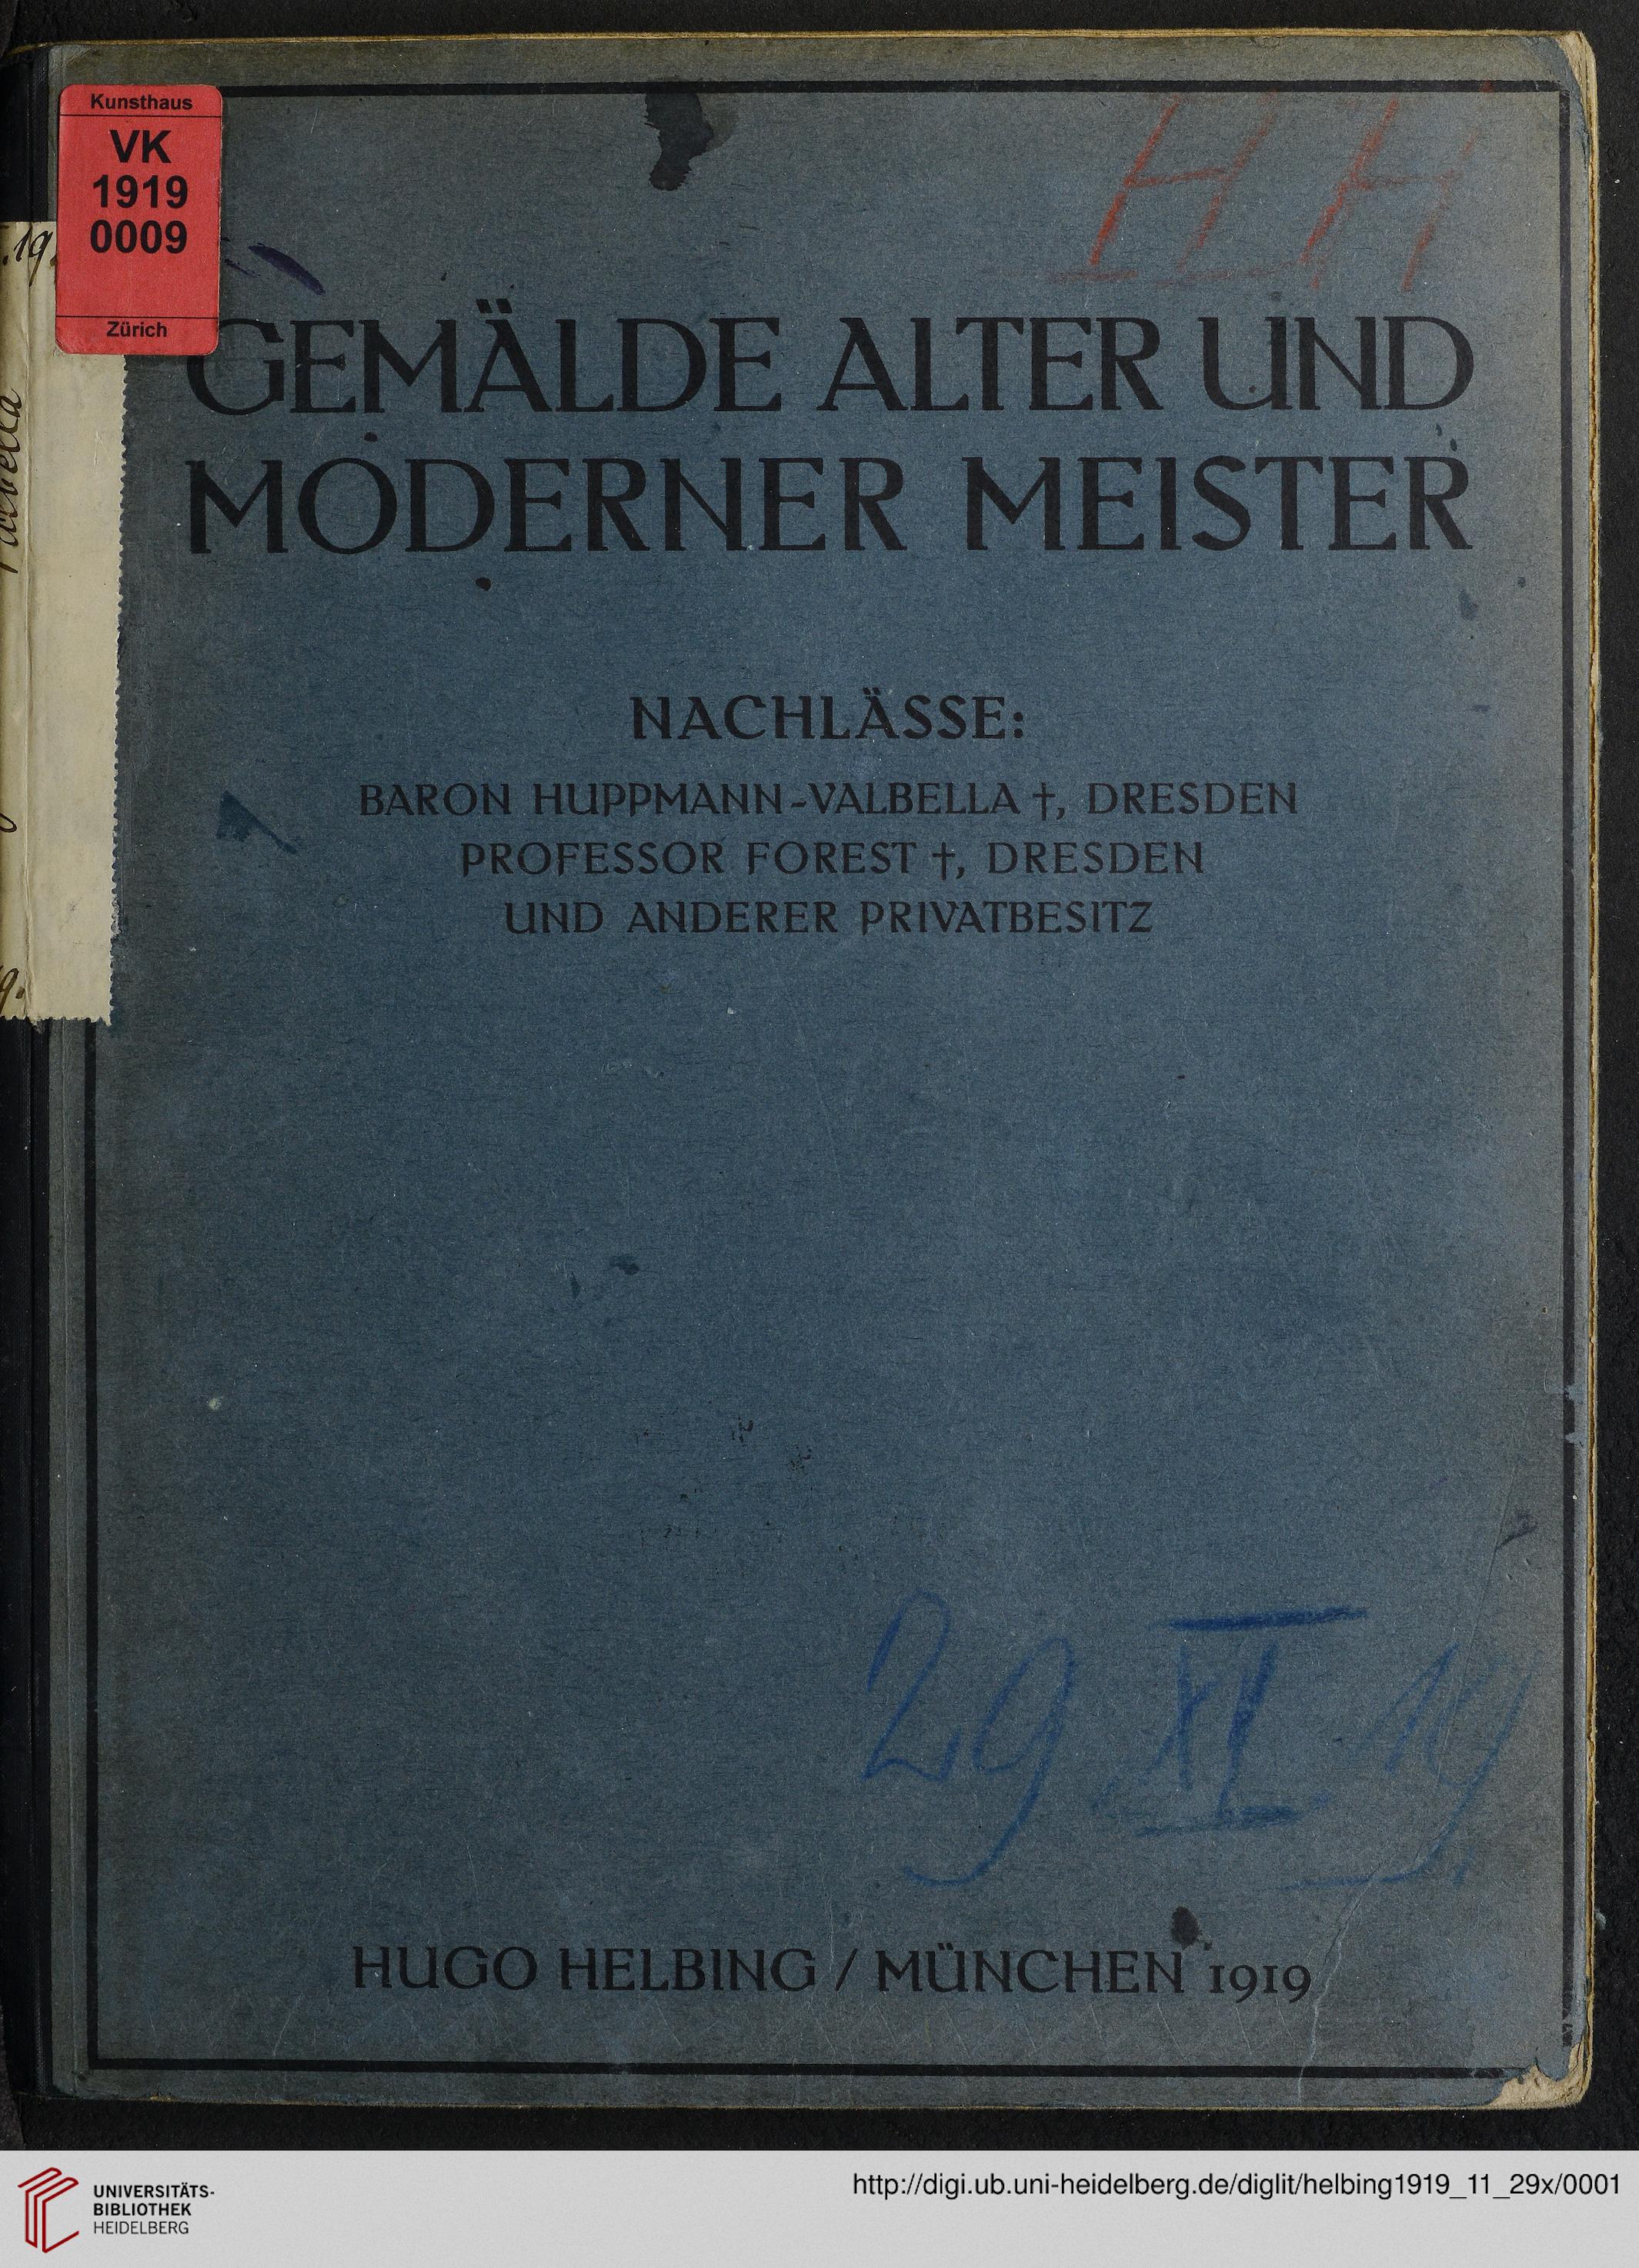 Kunsthaus
VK
1919
0009
Zürich
.19.
H H
GEMÄLDE ALTER UND
MODERNER MEISTER
NACHLÄSSE:
BARON HUPPMANN-VALBELLA †, DRESDEN
PROFESSOR FOREST †, DRESDEN
UND ANDERER PRIVATBESITZ
29. XI. 19
HUGO HELBING / MÜNCHEN 1919
UNIVERSITÄTS-
BIBLIOTHEK
HEIDELBERG
http://digi.ub.uni-heidelberg.de/diglit/helbing1919_11_29x/0001